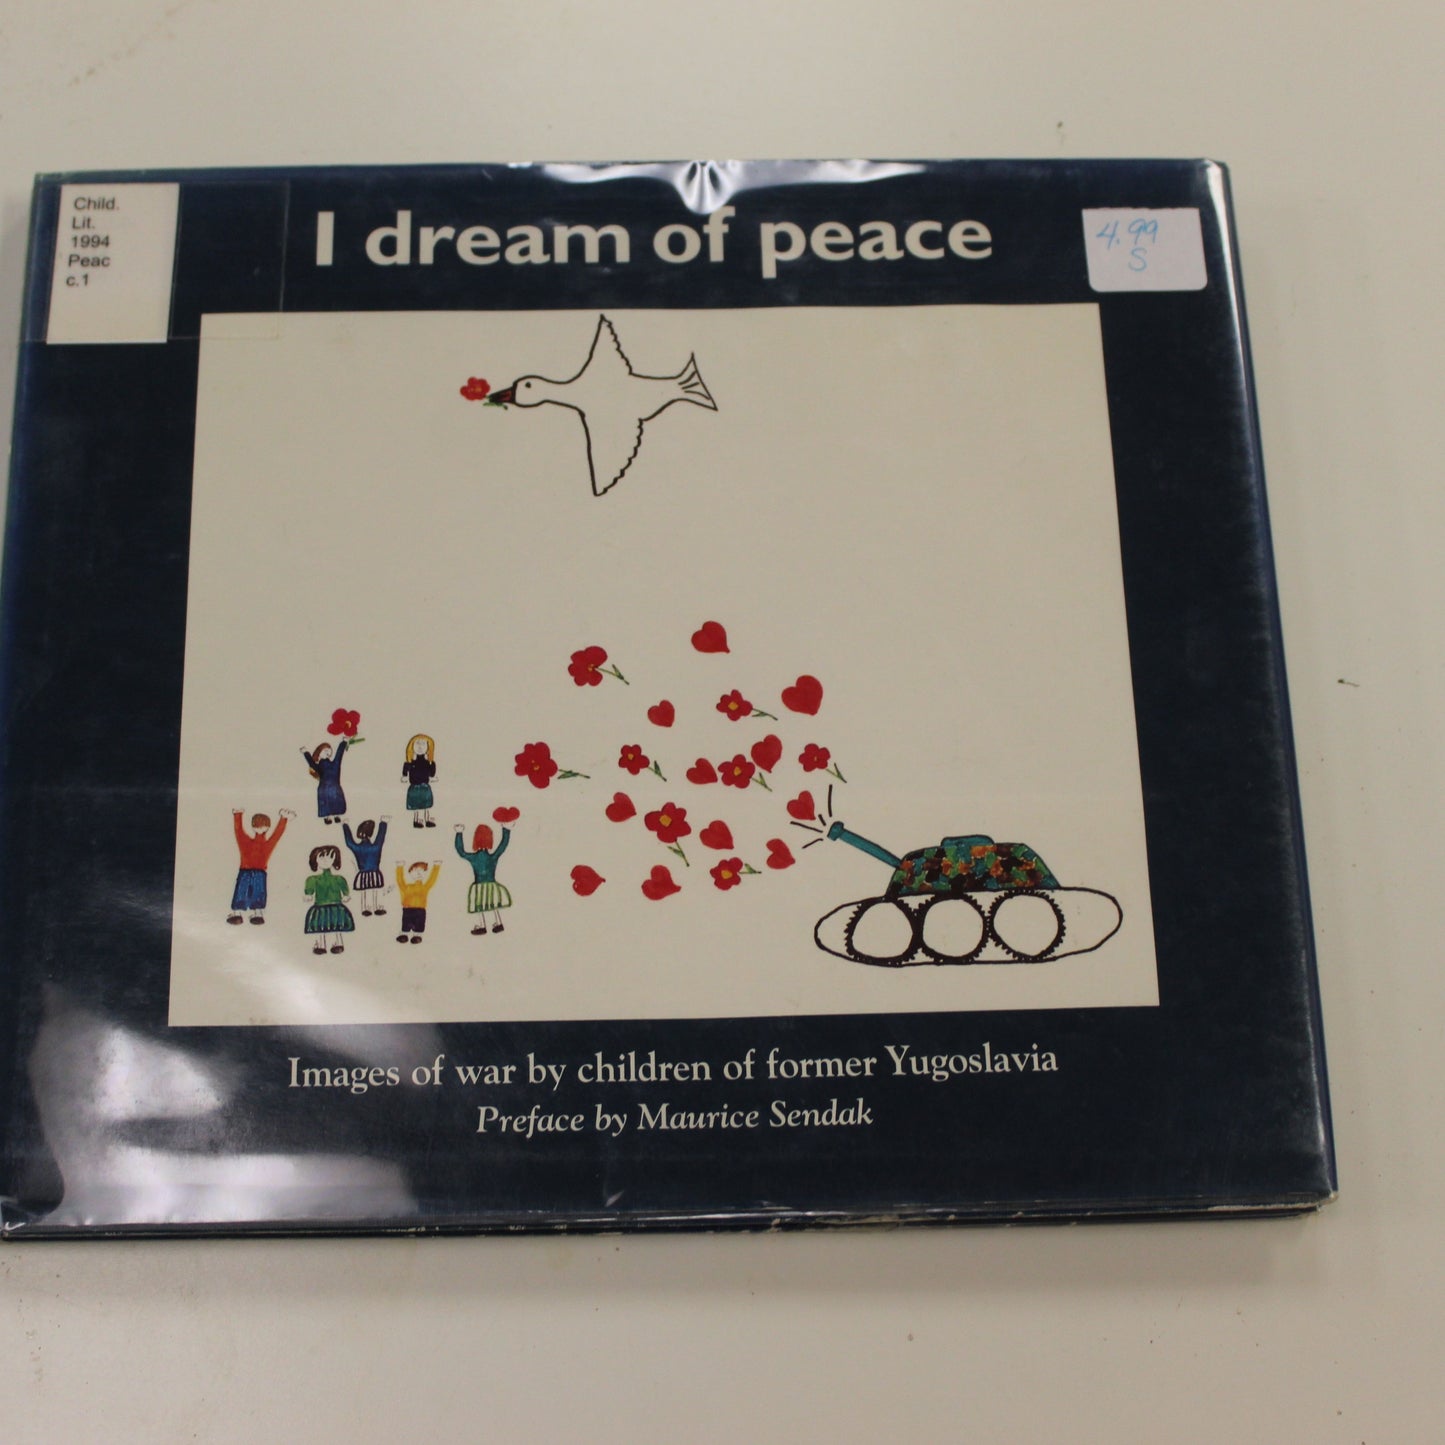 Child.
Lit.
1994
Peac
c.1
I dream of peace
4.99
S
Images of war by children of former Yugoslavia
Preface by Maurice Sendak